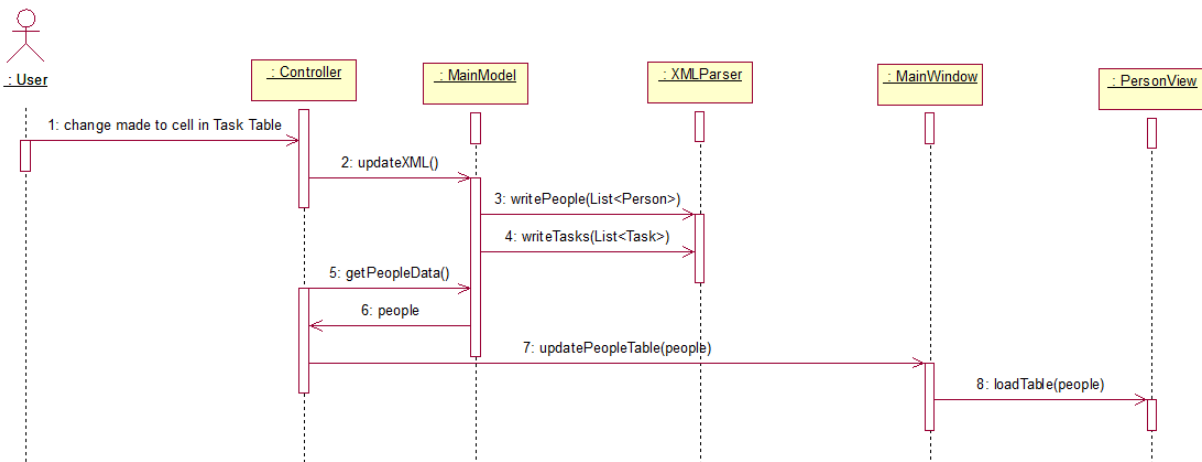 : User
: Controller
: MainModel
: XMLParser
: MainWindow
: PersonView
1: change made to cell in Task Table
2: updateXML()
3: writePeople(List<Person>)
4: writeTasks(List<Task>)
5: getPeopleData()
6: people
7: updatePeopleTable(people)
8: loadTable(people)